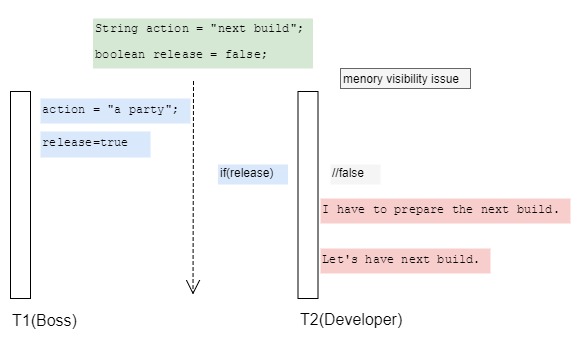 String action = "next build";
boolean release = false;
menory visibility issue
action = "a party";
release=true
if(release)
//false
I have to prepare the next build.
Let's have next build.
T1(Boss)
T2(Developer)